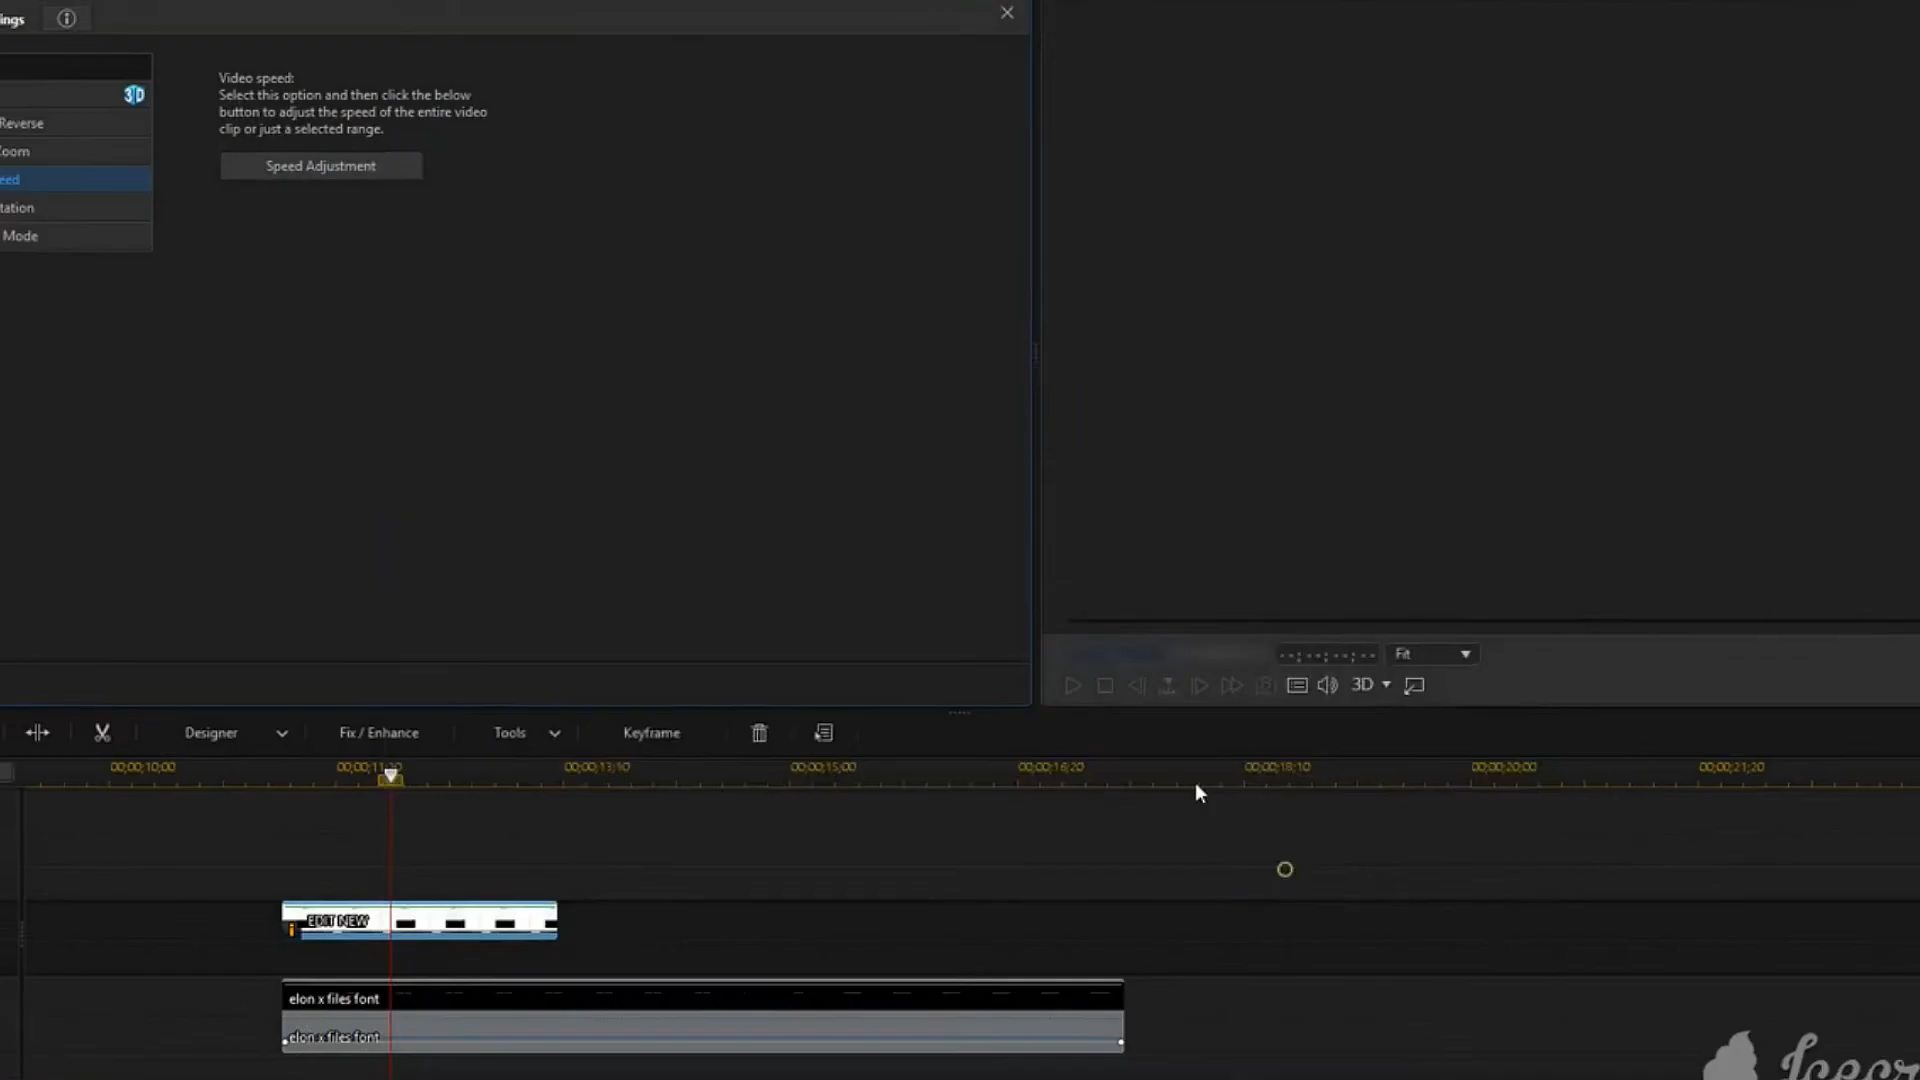 ings
3D
Video speed:
Select this option and then click the below
button to adjust the speed of the entire video
clip or just a selected range.
Reverse
Zoom
Speed Adjustment
eed
tation
Mode
--;--;--;--
Fit
3D
Designer
Fix / Enhance
Tools
Keyframe
00;00;10;00
00;00;13;10
00;00;15;00
00;00;16;20
00;00;18;10
00;00;20;00
00;00;21;20
EDIT NEW
elon x files font
elon x files font
Icecr